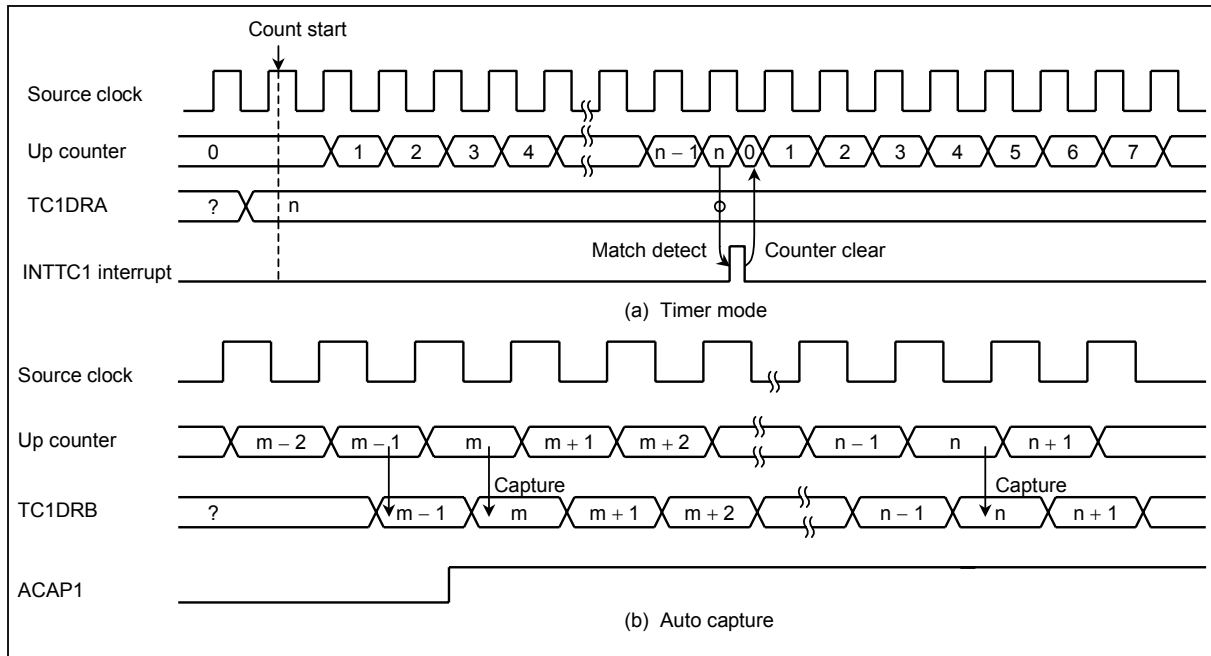 Count start
Source clock
Up counter 0 1 2 3 4 n – 1 n 0 1 2 3 4 5 6 7
TC1DRA ? n
Match detect Counter clear
INTTC1 interrupt
(a) Timer mode
Source clock
Up counter m – 2 m – 1 m m + 1 m + 2 n – 1 n n + 1
Capture Capture
TC1DRB ? m – 1 m m + 1 m + 2 n – 1 n n + 1
ACAP1
(b) Auto capture